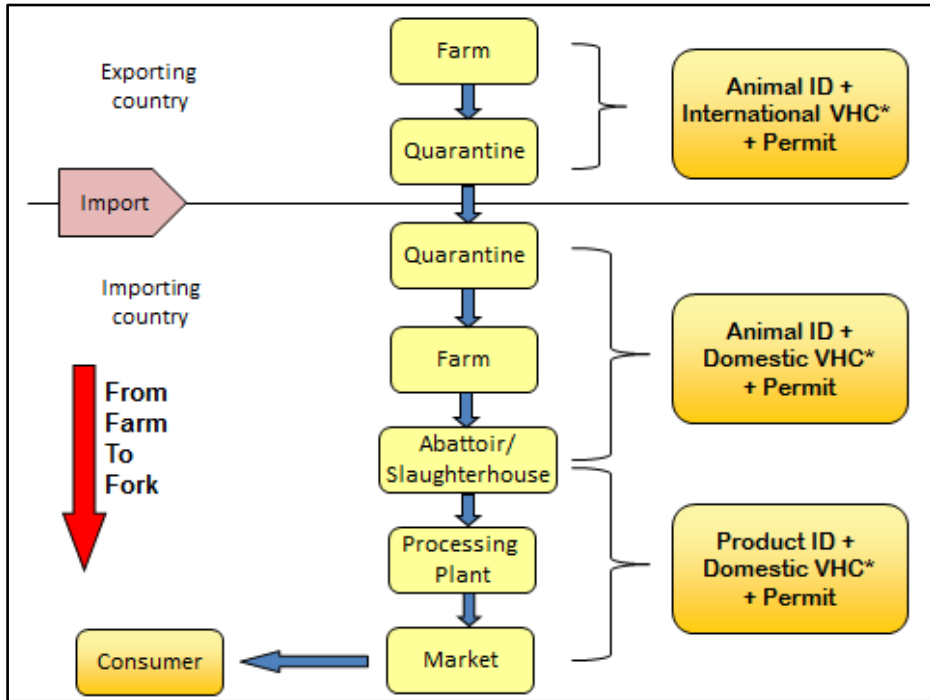 Exporting
country
Farm
Quarantine
Animal ID +
International VHC*
+ Permit
Import
Importing
country
Quarantine
Farm
Abattoir/
Slaughterhouse
Animal ID +
Domestic VHC*
+ Permit
From
Farm
To
Fork
Processing
Plant
Market
Product ID +
Domestic VHC*
+ Permit
Consumer